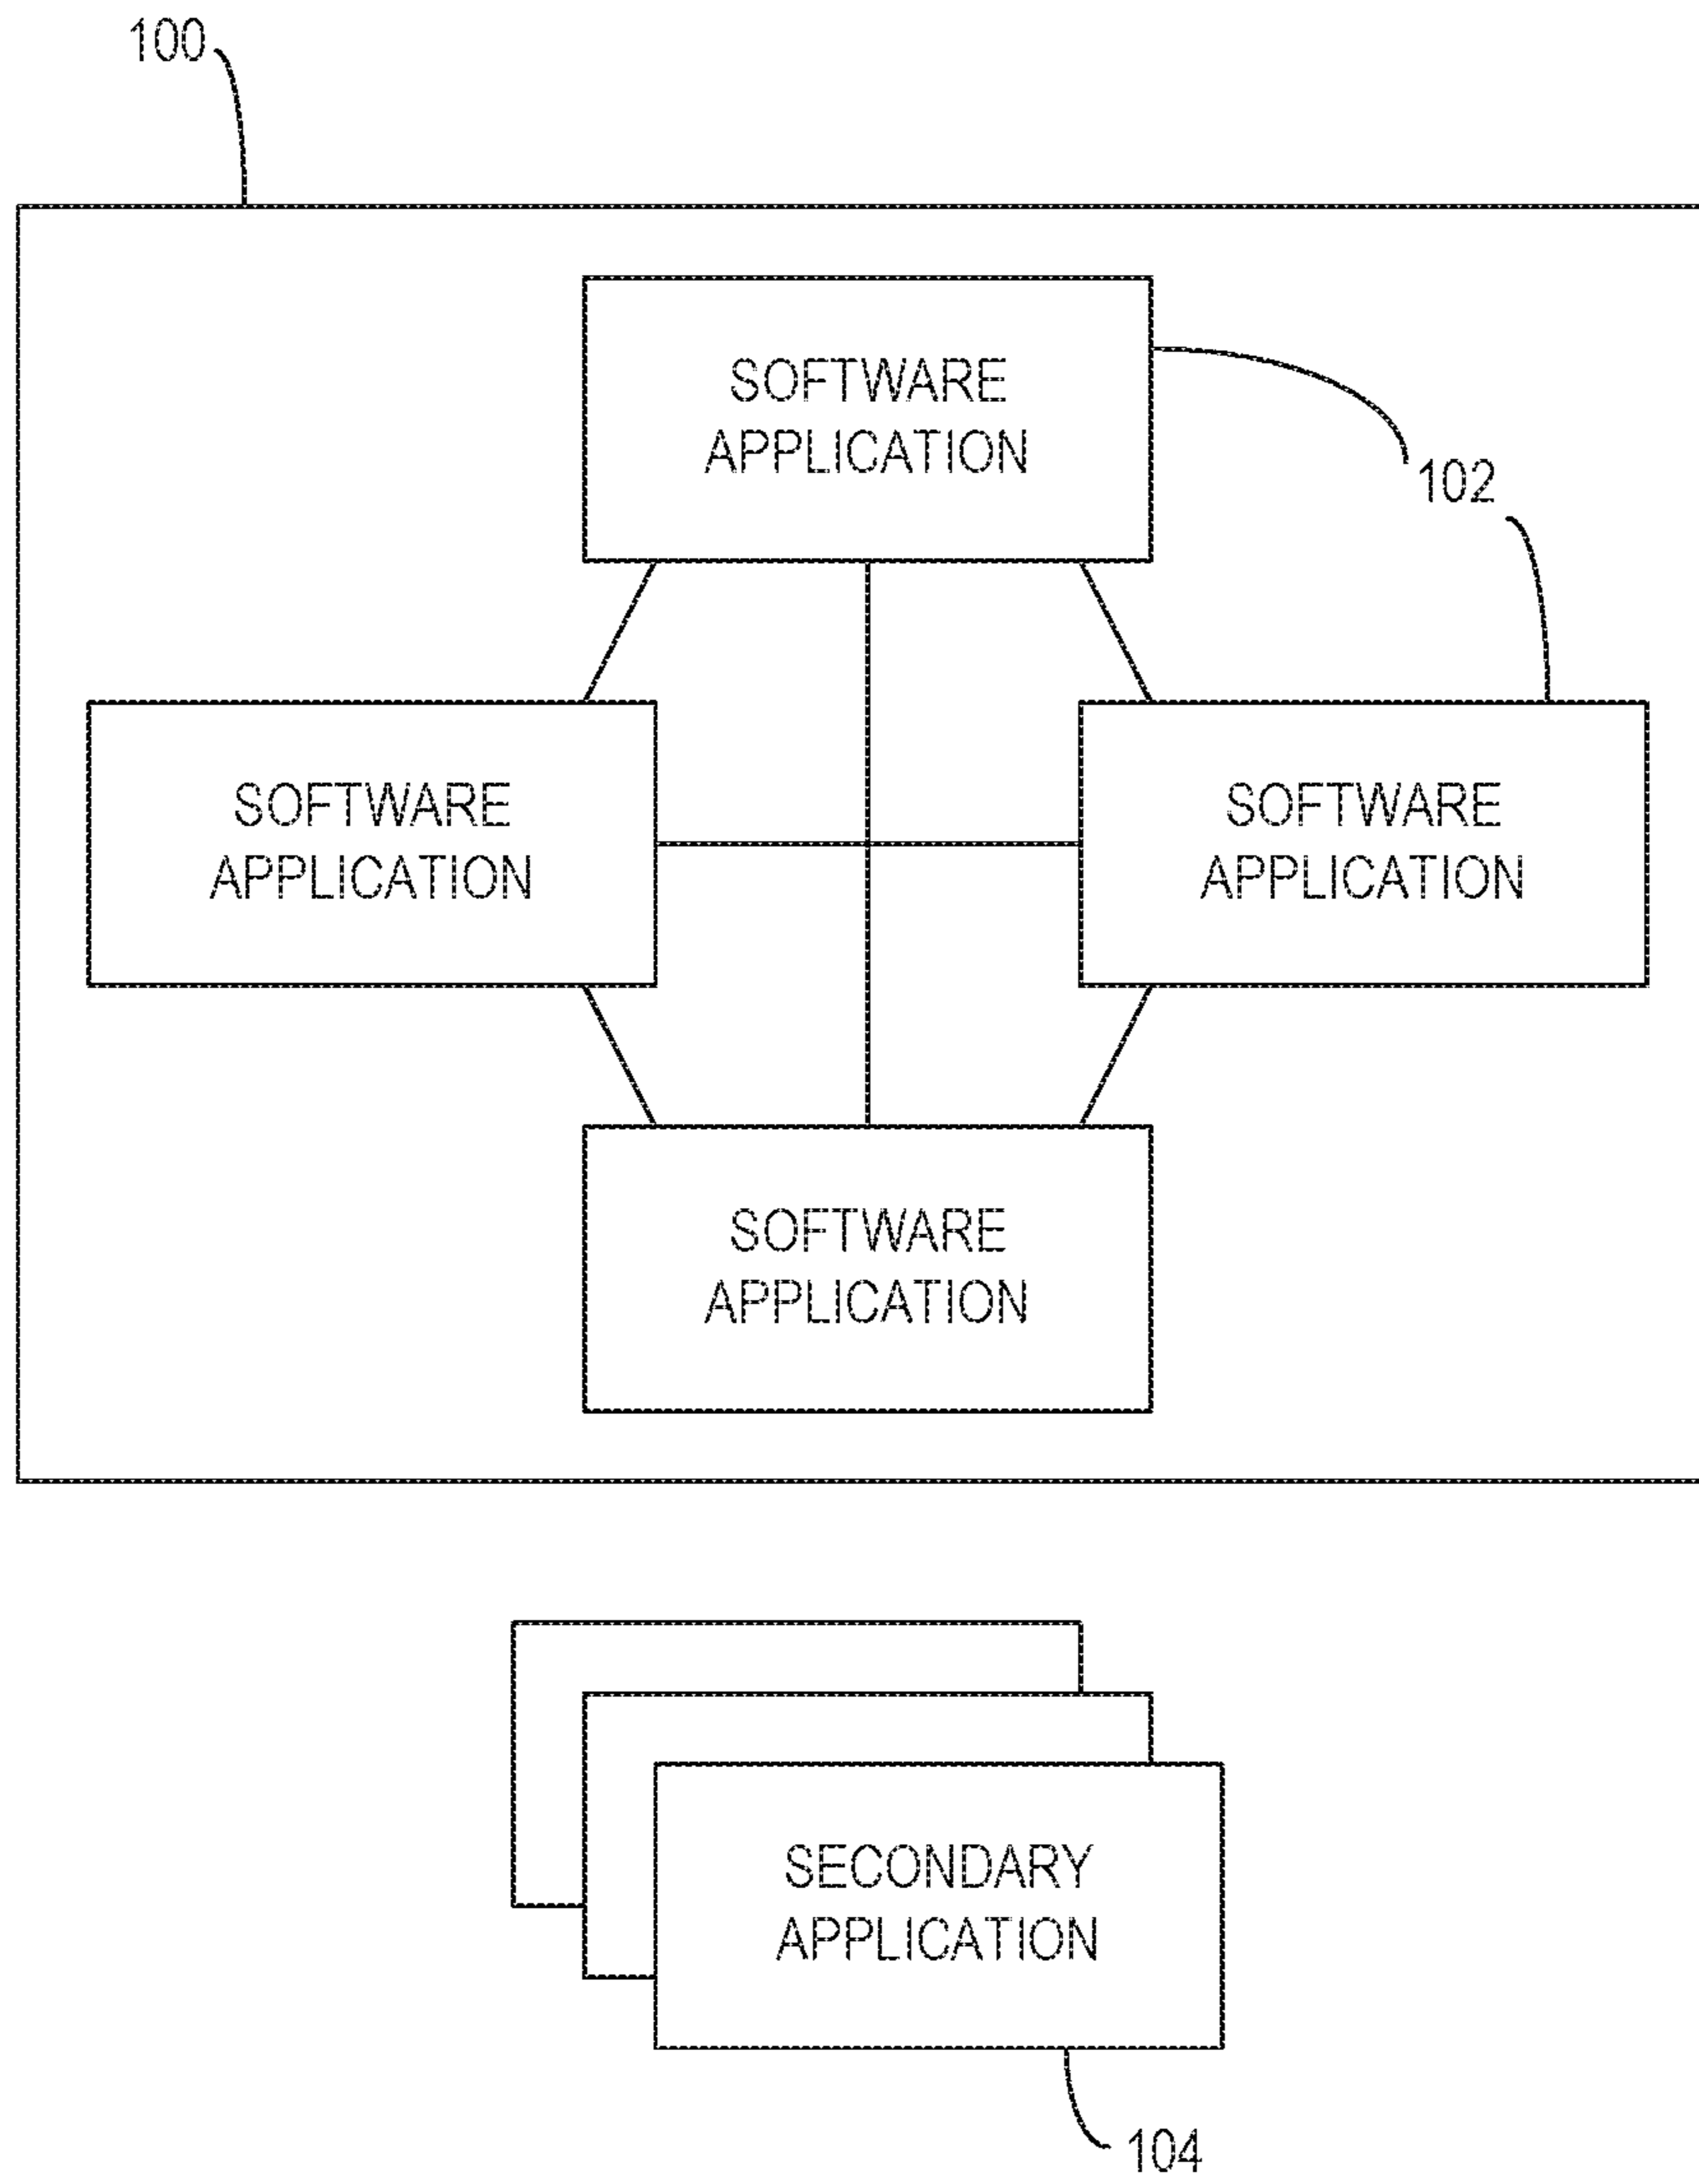 100
SOFTWARE
APPLICATION
102
SOFTWARE
APPLICATION
SOFTWARE
APPLICATION
SOFTWARE
APPLICATION
SECONDARY
APPLICATION
104